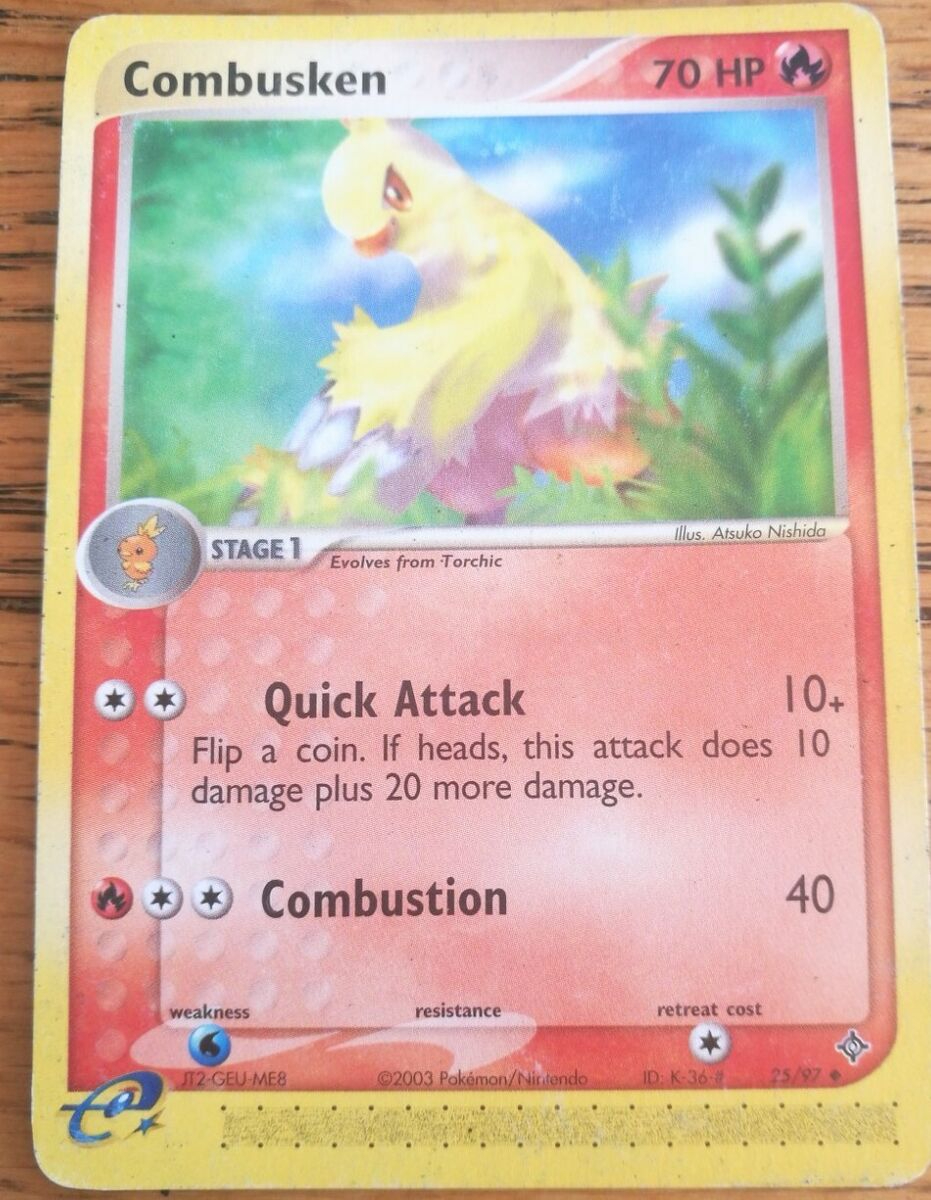 Combusken 70 HP
Illus. Atsuko Nishida
STAGE 1
Evolves from Torchic
Quick Attack 10+
Flip a coin. If heads, this attack does 10
damage plus 20 more damage.
Combustion 40
weakness resistance retreat cost
JT2-GEU-ME8 ©2003 Pokémon/Nintendo ID: K-36-# 25/97
e